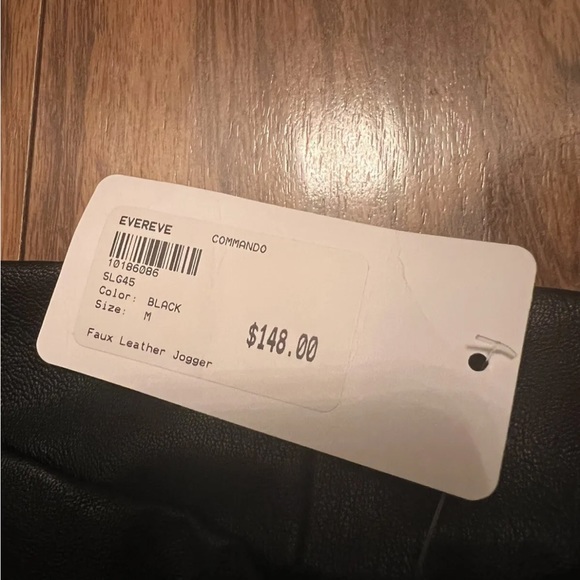 EVEREVE
COMMANDO
10186086
SLG45
Color: BLACK
Size: M
$148.00
Faux Leather Jogger